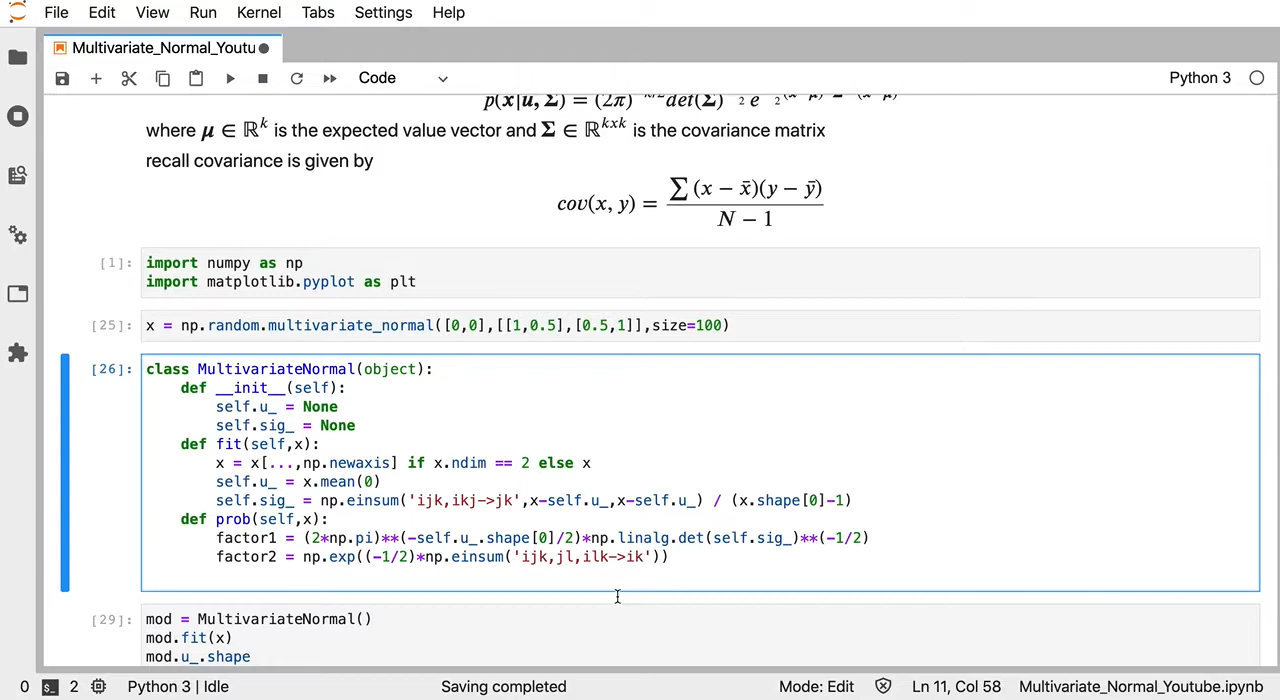 File Edit View Run Kernel Tabs Settings Help
Multivariate_Normal_Youtu
Code Python 3
p(x|u, Σ) = (2π) det(Σ) 2 e 2
where μ ∈ ℝ^k is the expected value vector and Σ ∈ ℝ^{kxk} is the covariance matrix
recall covariance is given by
cov(x, y) = ∑(x − x̄)(y − ȳ) / N − 1
[1]: import numpy as np
import matplotlib.pyplot as plt
[25]: x = np.random.multivariate_normal([0,0],[[1,0.5],[0.5,1]],size=100)
[26]: class MultivariateNormal(object):
def __init__(self):
self.u_ = None
self.sig_ = None
def fit(self,x):
x = x[...,np.newaxis] if x.ndim == 2 else x
self.u_ = x.mean(0)
self.sig_ = np.einsum('ijk,ikj->jk',x-self.u_,x-self.u_) / (x.shape[0]-1)
def prob(self,x):
factor1 = (2*np.pi)**(-self.u_.shape[0]/2)*np.linalg.det(self.sig_)**(-1/2)
factor2 = np.exp((-1/2)*np.einsum('ijk,jl,ilk->ik'))
[29]: mod = MultivariateNormal()
mod.fit(x)
mod.u_.shape
0 $_ 2 Python 3 | Idle Saving completed Mode: Edit Ln 11, Col 58 Multivariate_Normal_Youtube.ipynb